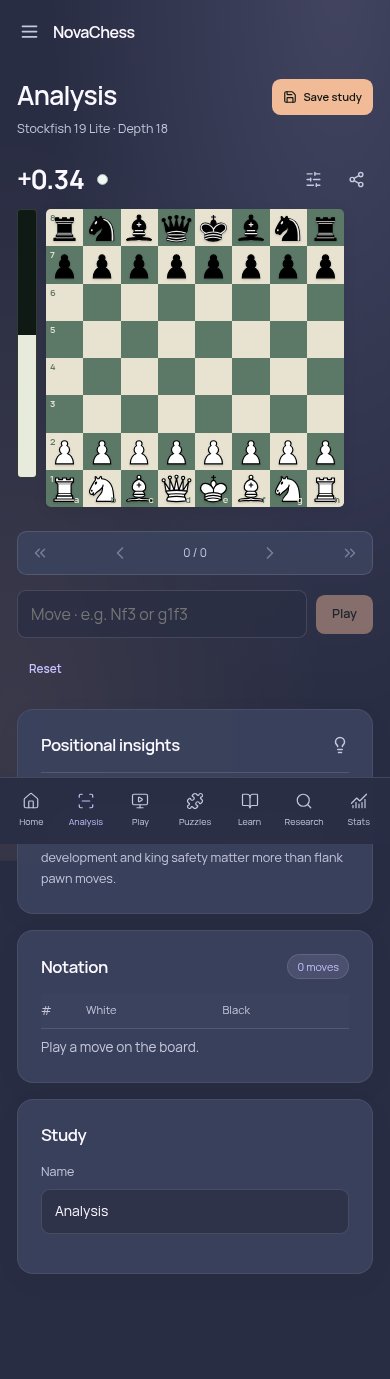 NovaChess
Analysis
Save study
Stockfish 19 Lite · Depth 18
+0.34
8
7
6
5
4
3
2
1
a
c
d
e
f
g
h
0 / 0
Move · e.g. Nf3 or g1f3
Play
Reset
Positional insights
Home
Analysis
Play
Puzzles
Learn
Research
Stats
development and king safety matter more than flank
pawn moves.
Notation
0 moves
#
White
Black
Play a move on the board.
Study
Name
Analysis